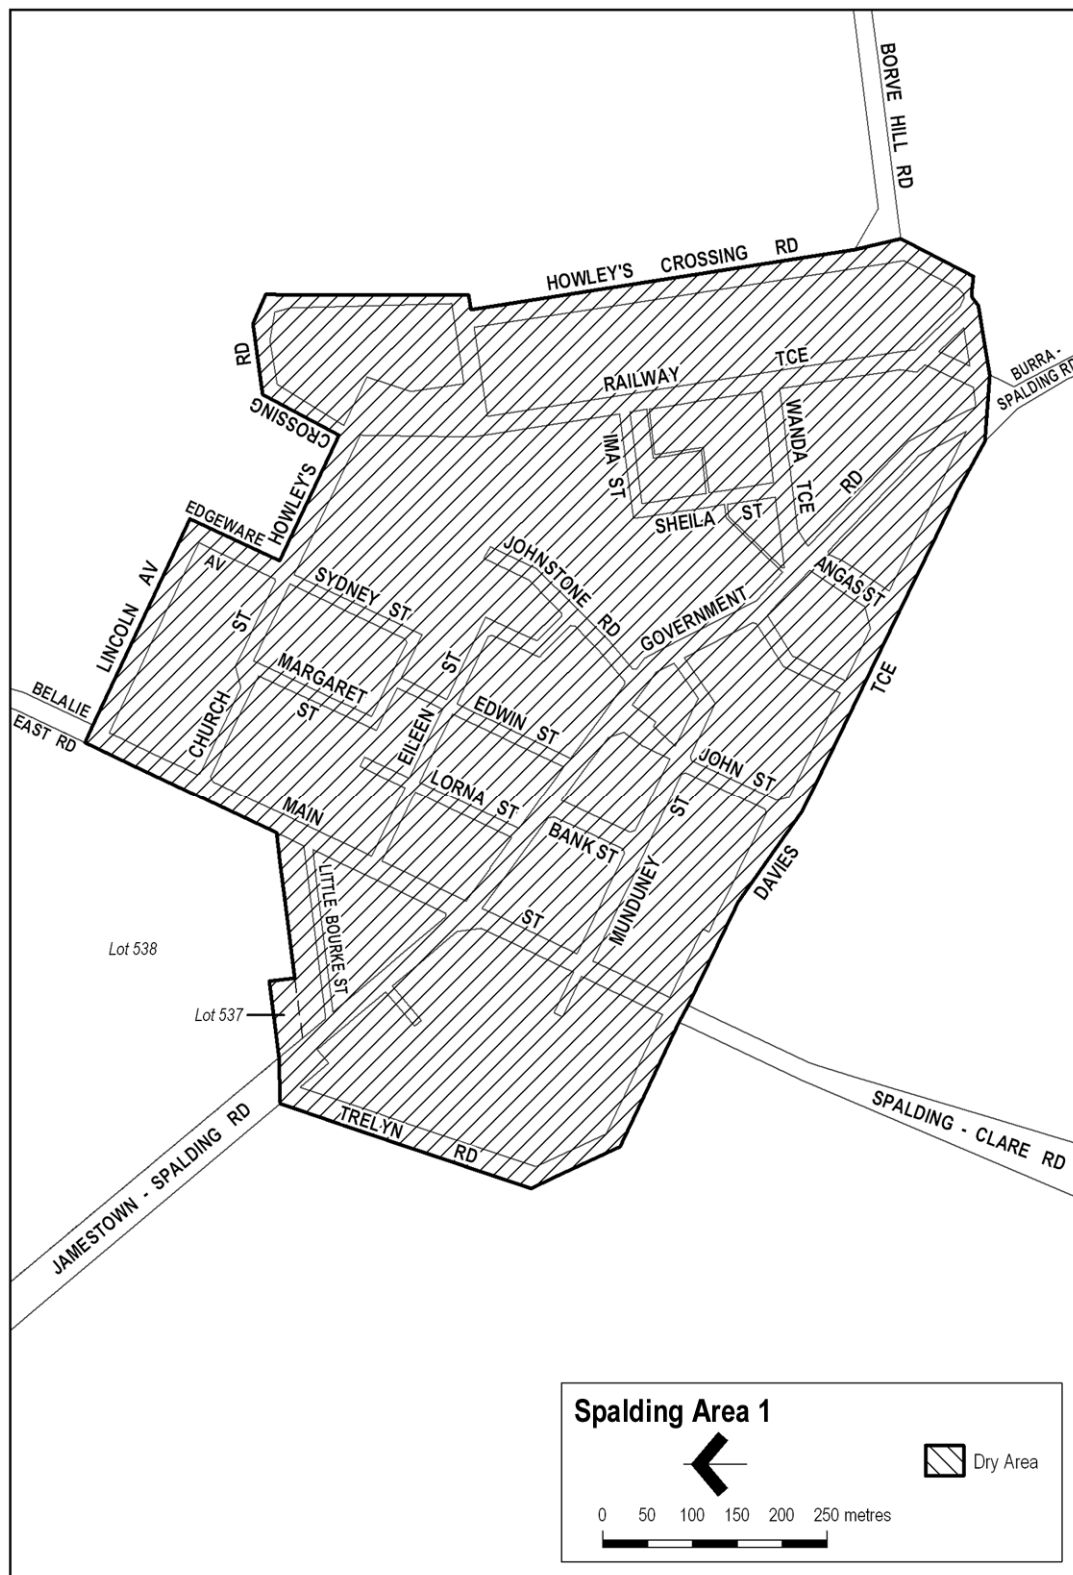 BORVE HILL RD
HOWLEY'S CROSSING RD
RD
CROSSING
HOWLEY'S
BURRA -
SPALDING RD
RAILWAY TCE
WANDA TCE
IMA ST
SHEILA ST
RD
EDGEWARE
AV
LINCOLN AV
JOHNSTONE RD
GOVERNMENT
ANGAS ST
SYDNEY ST
ST
MARGARET
ST
CHURCH
BELALIE
EAST RD
ST
EILEEN
EDWIN ST
TCE
JOHN ST
LORNA ST
MAIN
BANK ST
ST
MUNDUNEY
DAVIES
ST
LITTLE BOURKE ST
Lot 538
Lot 537
TRELYN RD
JAMESTOWN - SPALDING RD
SPALDING - CLARE RD
Spalding Area 1
Dry Area
0 50 100 150 200 250 metres